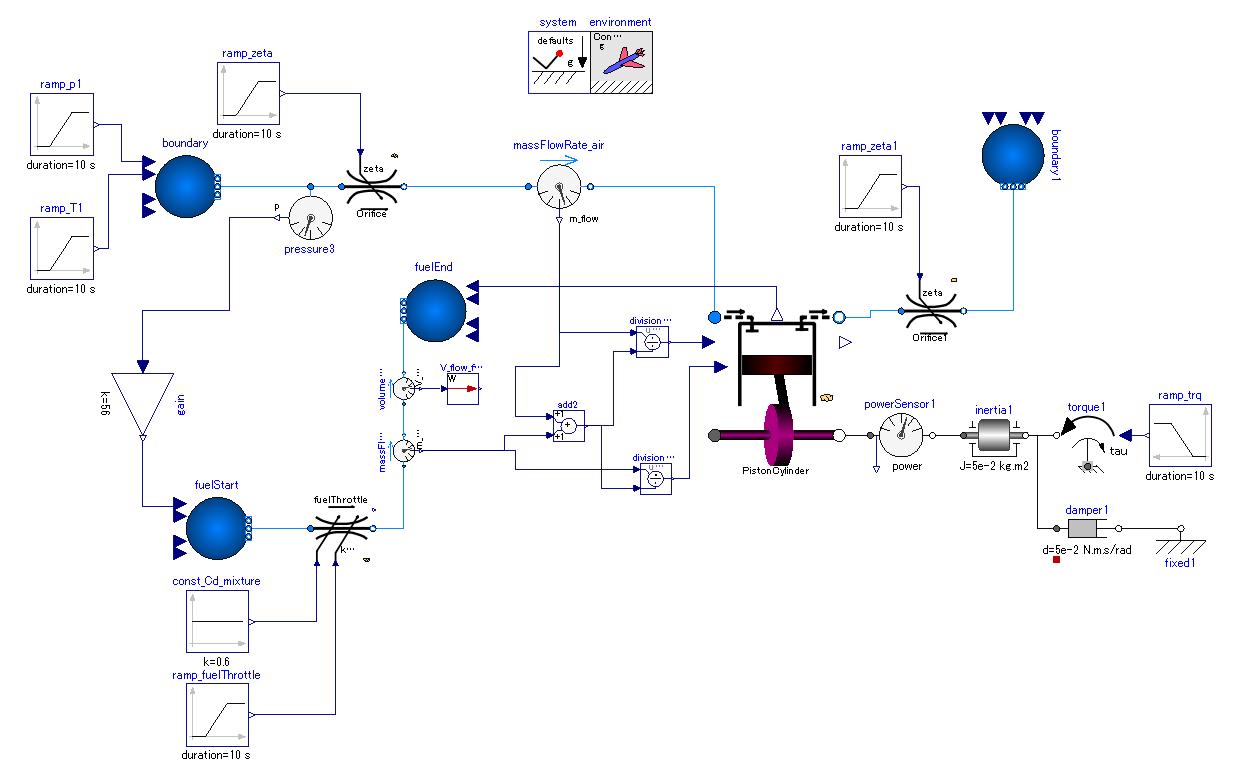 system
environment
defaults
g
Con…
g
ramp_zeta
duration=10 s
ramp_p1
duration=10 s
boundary
zeta
Orifice
massFlowRate_air
m_flow
ramp_zeta1
duration=10 s
boundary1
ramp_T1
duration=10 s
p
pressure3
fuelEnd
zeta
Orifice1
division…
V_flow_f…
W
volume…
k=56
gain
add2
+1
+
+1
massFl…
division…
PistonCylinder
powerSensor1
power
inertia1
J=5e-2 kg.m2
torque1
tau
ramp_trq
duration=10 s
fuelStart
fuelThrottle
k…
damper1
d=5e-2 N.m.s/rad
fixed1
const_Cd_mixture
k=0.6
ramp_fuelThrottle
duration=10 s